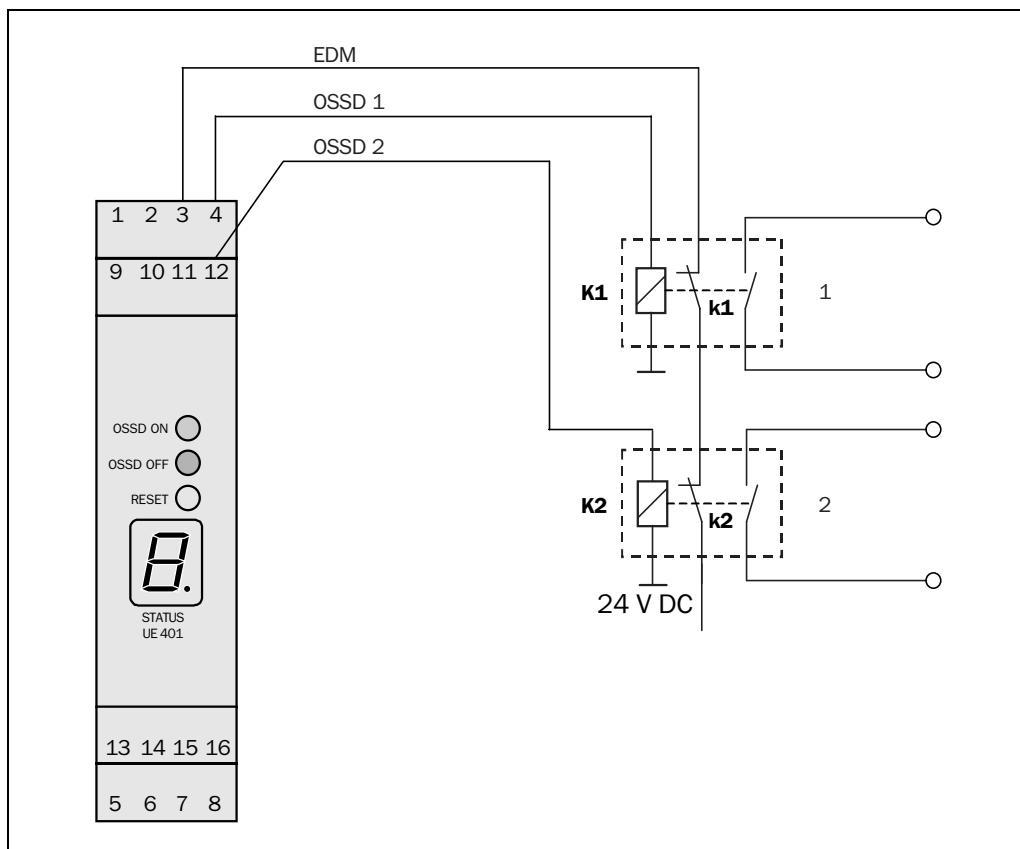 EDM
OSSD 1
OSSD 2
1 2 3 4
9 10 11 12
K1
k1
1
OSSD ON
OSSD OFF
RESET
K2
k2
2
8.
24 V DC
STATUS
UE 401
13 14 15 16
5 6 7 8